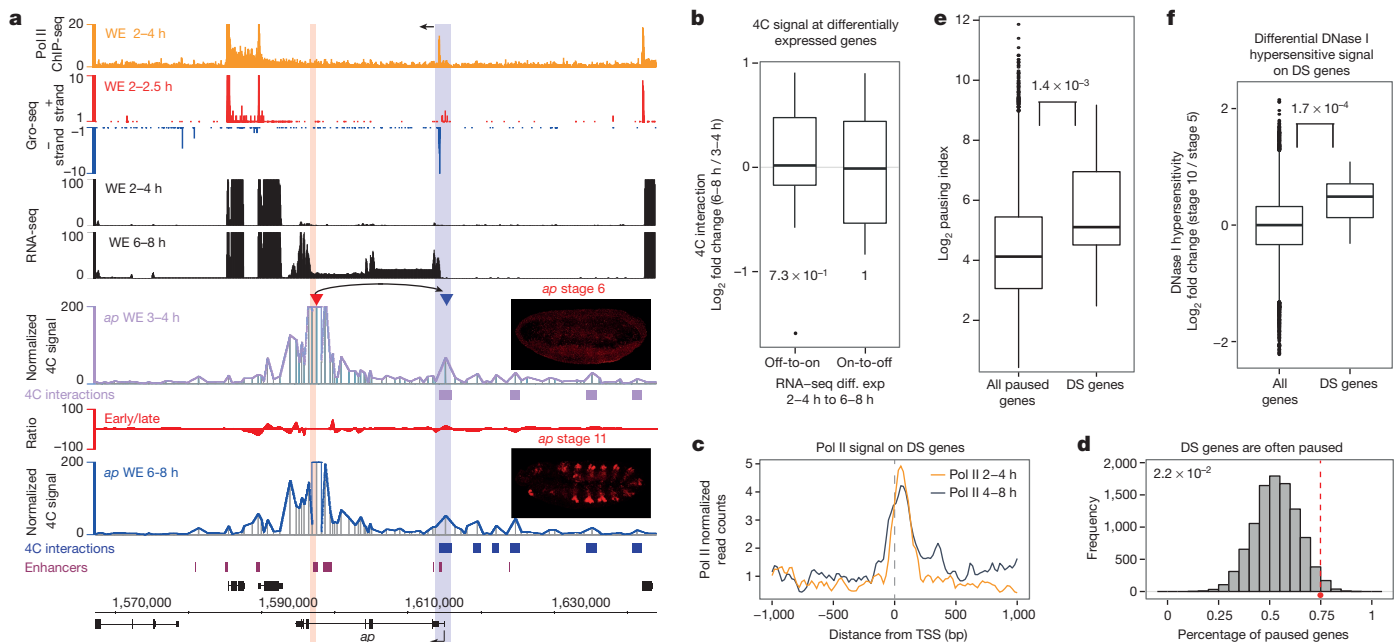 a
Pol II
ChIP-seq
20
0
WE 2–4 h
Gro-seq
– +
strand strand
10
1
WE 2–2.5 h
–1
–10
RNA-seq
100
0
WE 2–4 h
100
0
WE 6–8 h
Normalized
4C signal
200
0
ap WE 3–4 h
ap stage 6
4C interactions
Ratio
100
–100
Early/late
Normalized
4C signal
200
0
ap WE 6-8 h
ap stage 11
4C interactions
Enhancers
1,570,000 1,590,000 1,610,000 1,630,000
ap
b
4C signal at differentially
expressed genes
4C interaction
Log2 fold change (6–8 h / 3–4 h)
1
0
–1
7.3 × 10–1
1
Off-to-on On-to-off
RNA–seq diff. exp
2–4 h to 6–8 h
e
Log2 pausing index
12
10
8
6
4
2
1.4 × 10–3
All paused
genes
DS genes
f
Differential DNase I
hypersensitive signal
on DS genes
DNase I hypersensitivity
Log2 fold change (stage 10 / stage 5)
2
0
–2
1.7 × 10–4
All
genes
DS genes
c
Pol II signal on DS genes
Pol II normalized
read counts
5
4
3
2
1
Pol II 2–4 h
Pol II 4–8 h
–1,000 –500 0 500 1,000
Distance from TSS (bp)
d
DS genes are often paused
2.2 × 10–2
Frequency
2,000
1,500
1,000
500
0
0 0.25 0.5 0.75 1
Percentage of paused genes